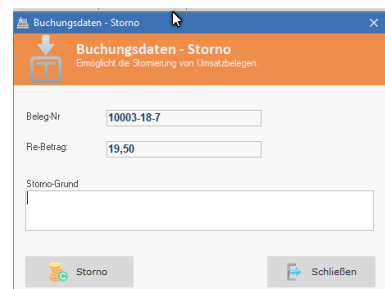 Buchungsdaten - Storno
Buchungsdaten - Storno
Ermöglicht die Stornierung von Umsatzbelegen.
Beleg-Nr 10003-18-7
Re-Betrag: 19,50
Storno-Grund
Storno Schließen